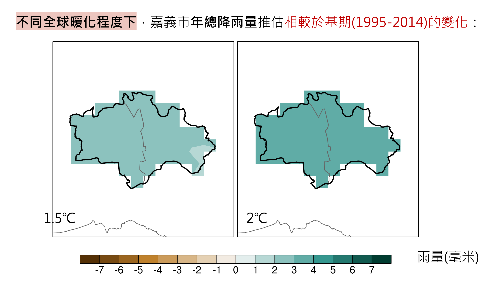 不同全球暖化程度下，嘉義市年總降雨量推估相較於基期(1995-2014)的變化：
1.5℃
2℃
-7 -6 -5 -4 -3 -2 -1 0 1 2 3 4 5 6 7
雨量(毫米)